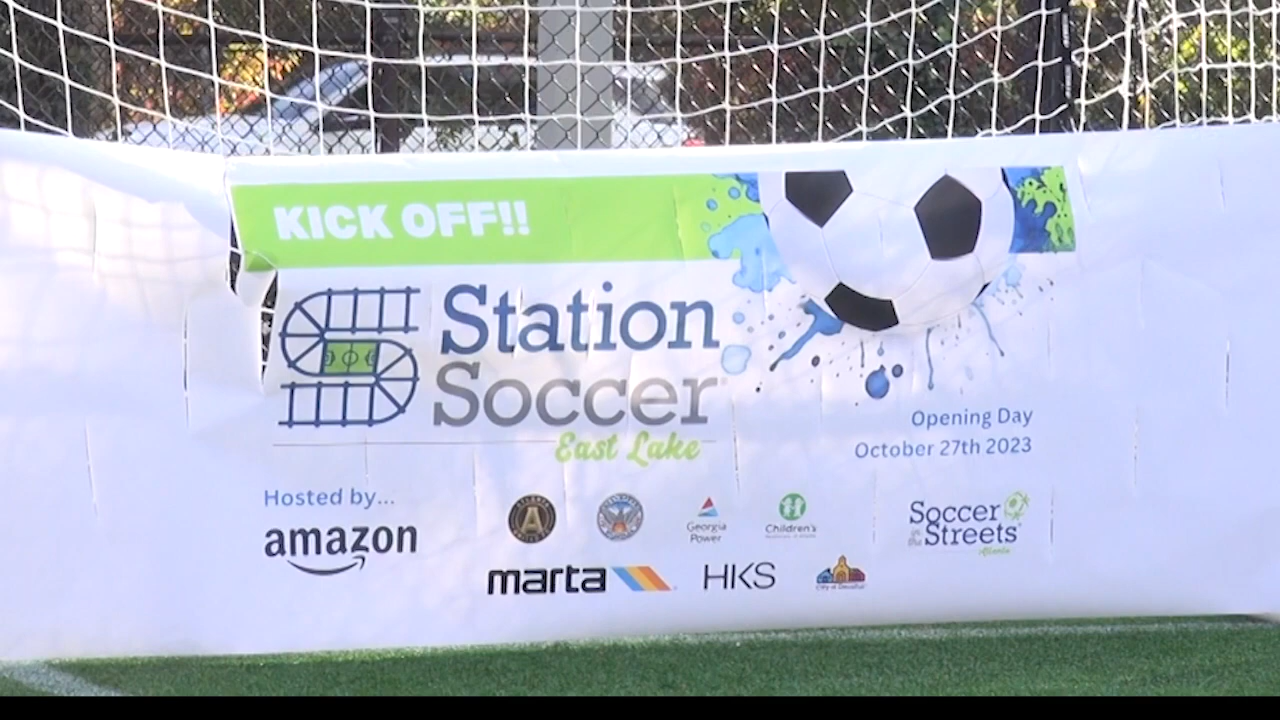 KICK OFF!!
Station
Soccer
East Lake
Opening Day
October 27th 2023
Hosted by...
amazon
Georgia
Power
Children's
Soccer
in the
Streets
Atlanta
marta
HKS